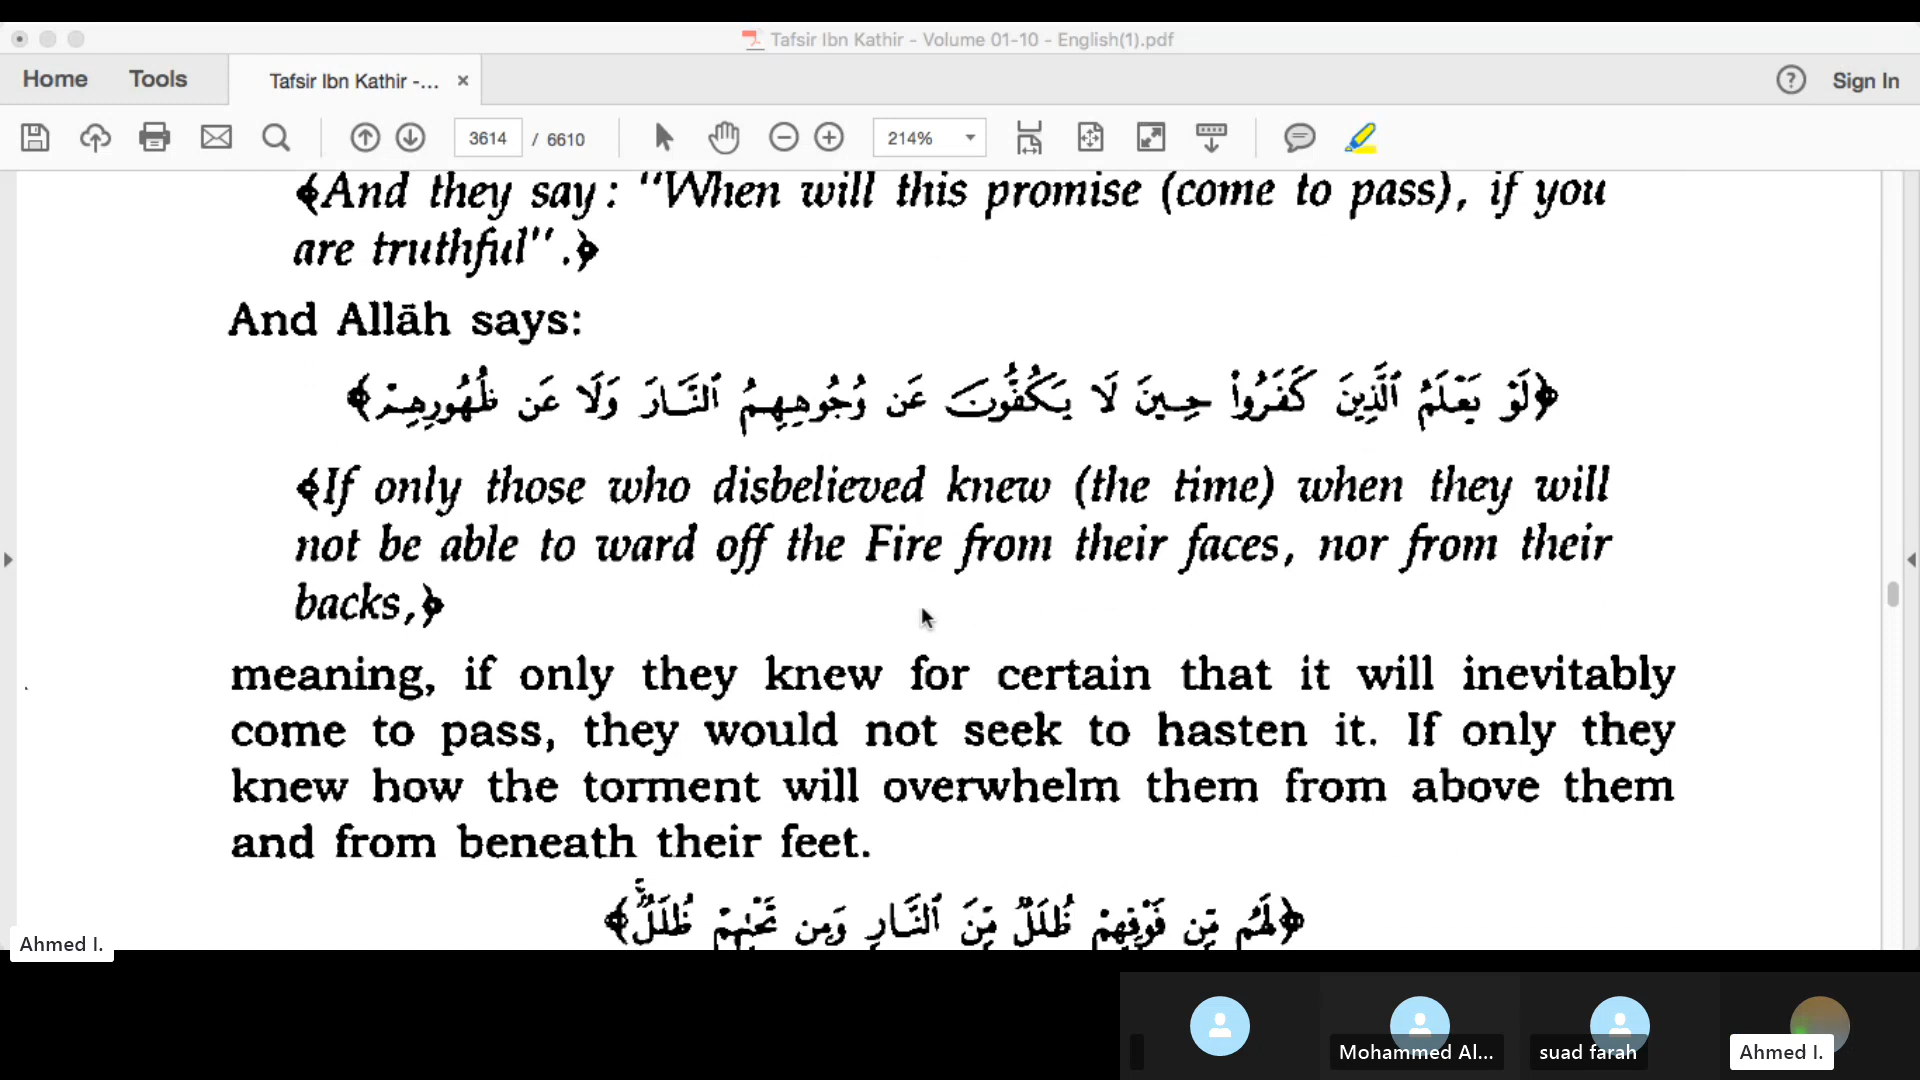 Tafsir Ibn Kathir - Volume 01-10 - English(1).pdf
Home Tools Tafsir Ibn Kathir -... × ? Sign In
3614 / 6610 214%
﴾And they say: "When will this promise (come to pass), if you
are truthful".﴿
And Allāh says:
﴿لَوْ يَعْلَمُ ٱلَّذِينَ كَفَرُوا۟ حِينَ لَا يَكُفُّونَ عَن وُجُوهِهِمُ ٱلنَّارَ وَلَا عَن ظُهُورِهِمْ﴾
﴾If only those who disbelieved knew (the time) when they will
not be able to ward off the Fire from their faces, nor from their
backs,﴿
meaning, if only they knew for certain that it will inevitably
come to pass, they would not seek to hasten it. If only they
knew how the torment will overwhelm them from above them
and from beneath their feet.
﴿لَهُم مِّن فَوْقِهِمْ ظُلَلٌ مِّنَ ٱلنَّارِ وَمِن تَحْتِهِمْ ظُلَلٌ﴾
Ahmed I.
Mohammed Al... suad farah Ahmed I.